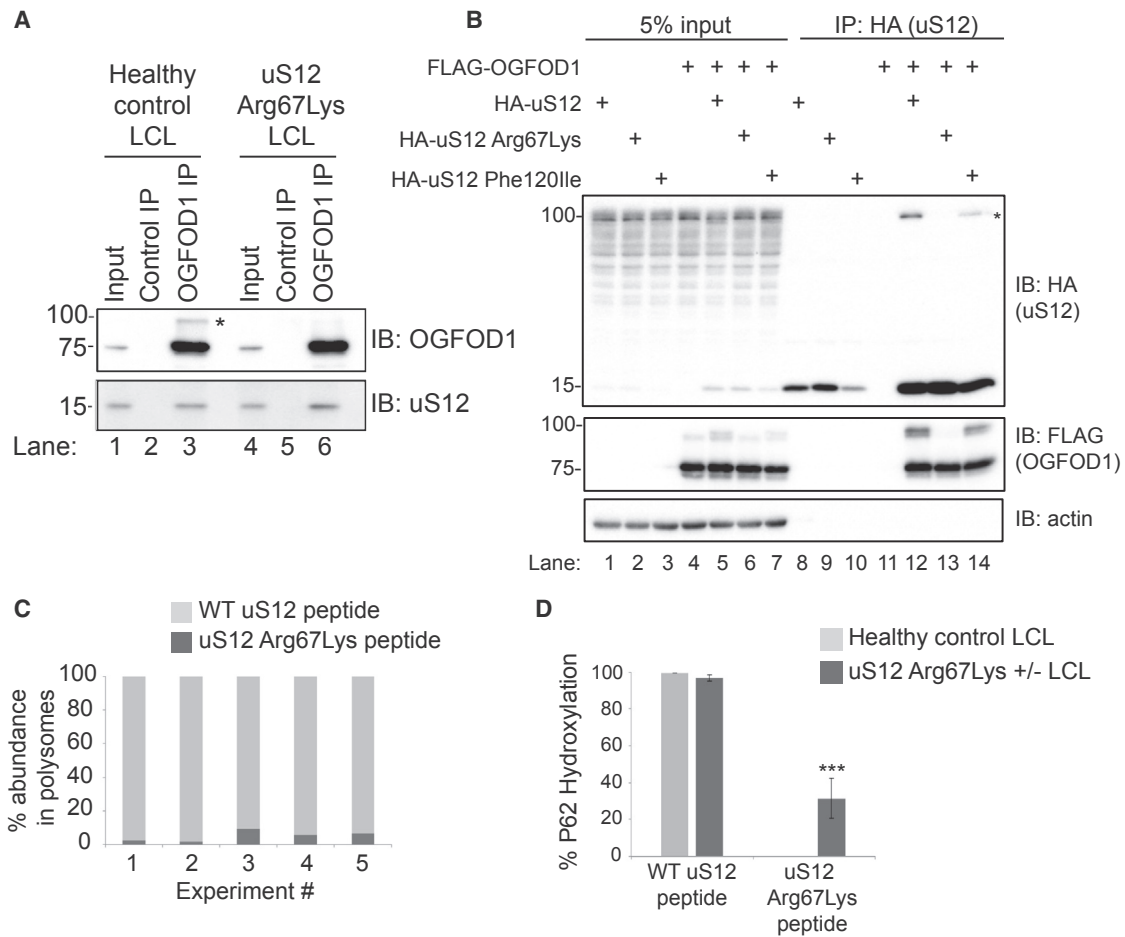 A
Healthy
control
LCL
uS12
Arg67Lys
LCL
Input
Control IP
OGFOD1 IP
Input
Control IP
OGFOD1 IP
100-
*
75-
IB: OGFOD1
15-
IB: uS12
Lane: 1 2 3 4 5 6
B
5% input IP: HA (uS12)
FLAG-OGFOD1 + + + + + + + +
HA-uS12 + + + +
HA-uS12 Arg67Lys + + + +
HA-uS12 Phe120Ile + + + +
100-
*
IB: HA
(uS12)
15-
100-
IB: FLAG
(OGFOD1)
75-
IB: actin
Lane: 1 2 3 4 5 6 7 8 9 10 11 12 13 14
C
WT uS12 peptide
uS12 Arg67Lys peptide
% abundance
in polysomes
100
80
60
40
20
0
1 2 3 4 5
Experiment #
D
Healthy control LCL
uS12 Arg67Lys +/- LCL
% P62 Hydroxylation
100
80
60
40
20
0
***
WT uS12
peptide
uS12
Arg67Lys
peptide